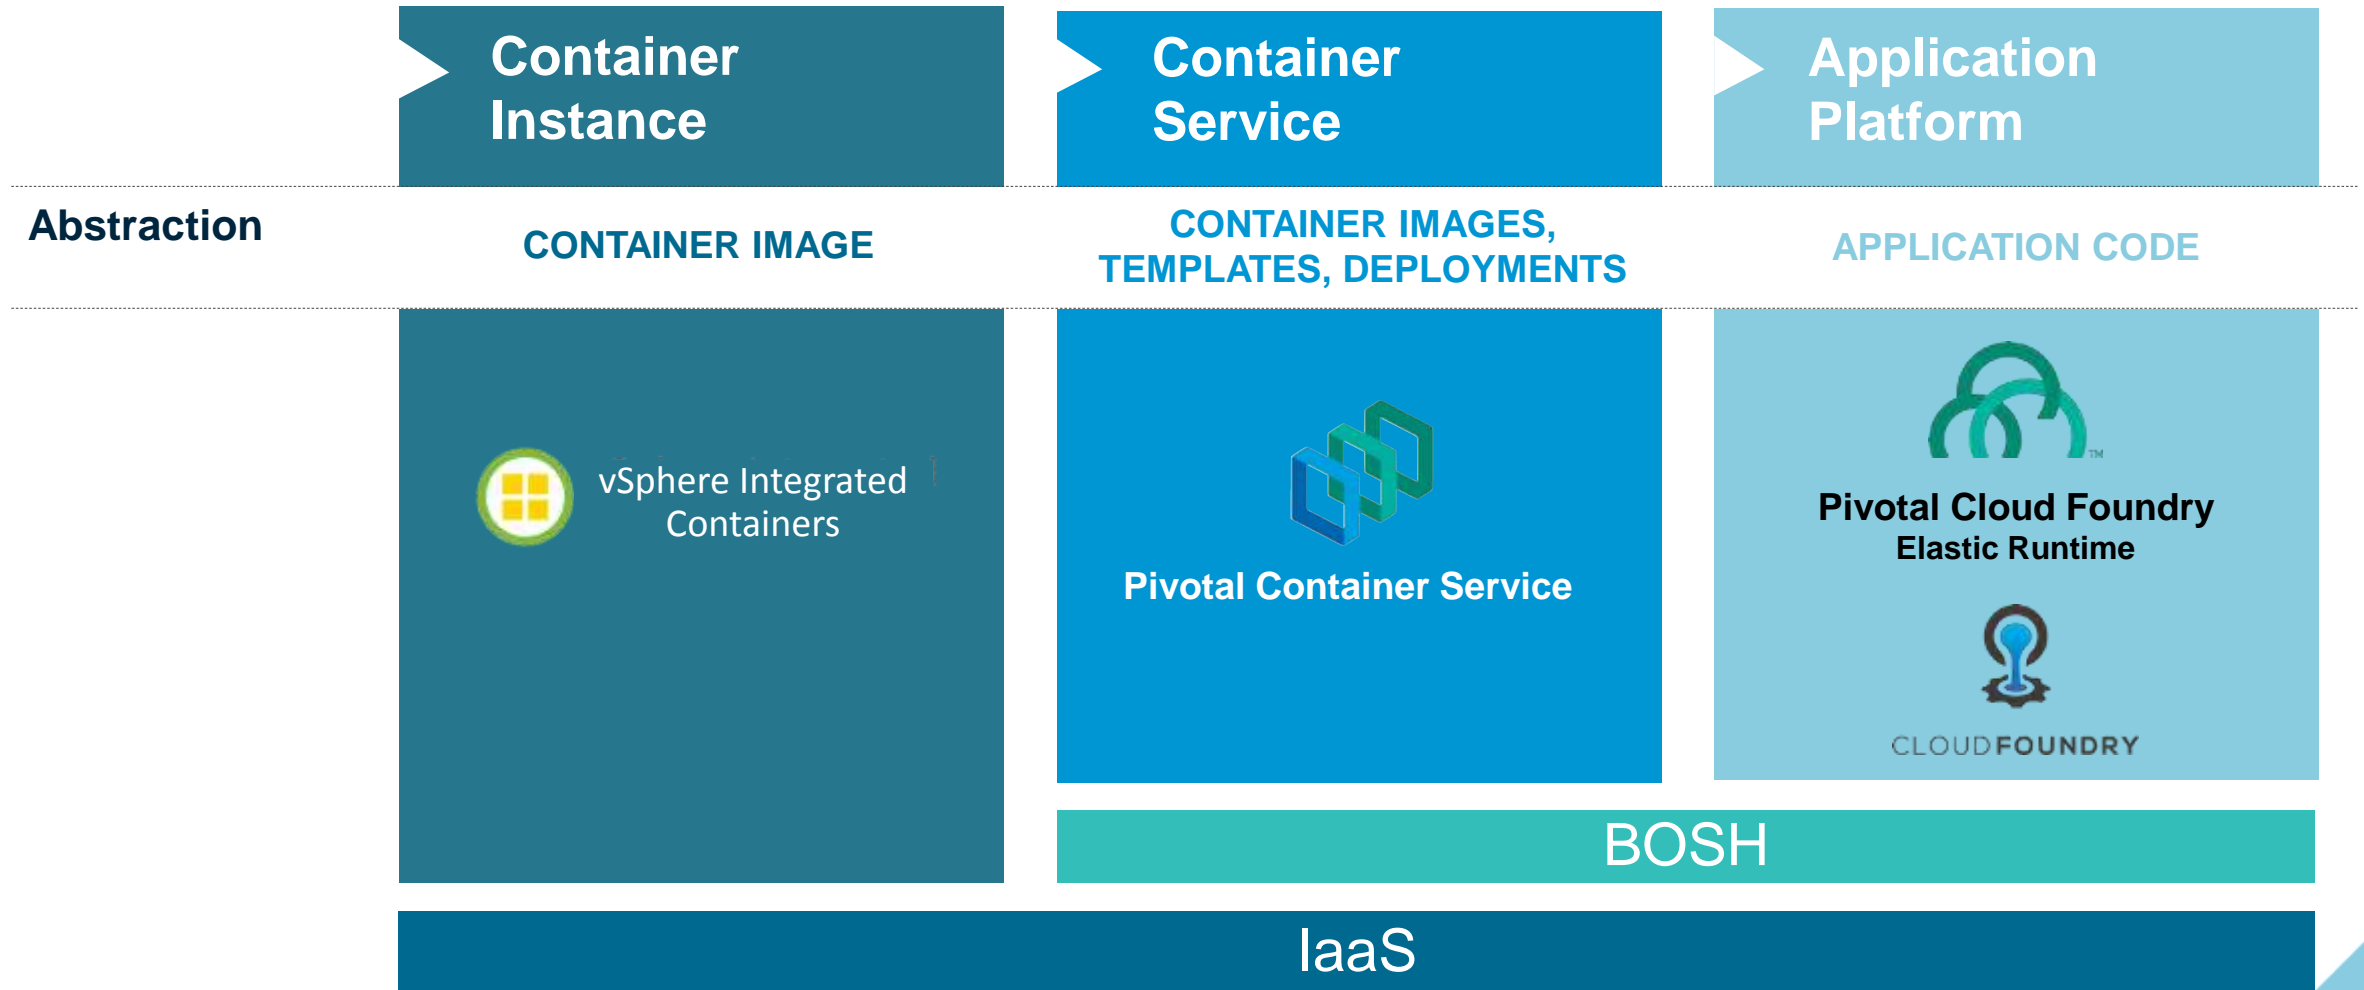 Container
Instance
Container
Service
Application
Platform
Abstraction
CONTAINER IMAGE
CONTAINER IMAGES,
TEMPLATES, DEPLOYMENTS
APPLICATION CODE
vSphere Integrated
Containers
Pivotal Container Service
TM
Pivotal Cloud Foundry
Elastic Runtime
CLOUDFOUNDRY
BOSH
IaaS